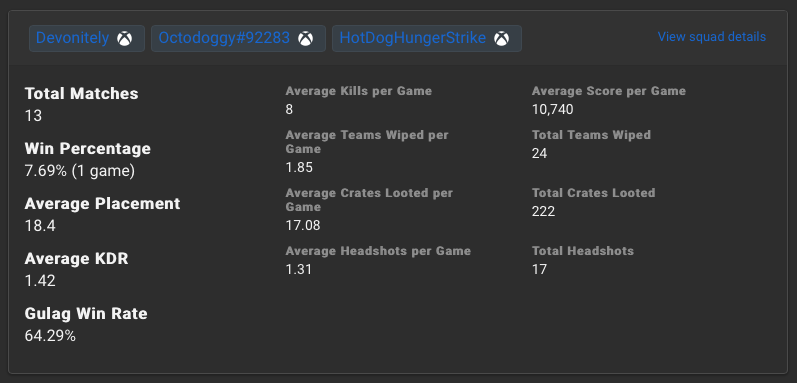 Devonitely Octodoggy#92283 HotDogHungerStrike View squad details
Total Matches
13
Win Percentage
7.69% (1 game)
Average Placement
18.4
Average KDR
1.42
Gulag Win Rate
64.29%
Average Kills per Game
8
Average Teams Wiped per
Game
1.85
Average Crates Looted per
Game
17.08
Average Headshots per Game
1.31
Average Score per Game
10,740
Total Teams Wiped
24
Total Crates Looted
222
Total Headshots
17